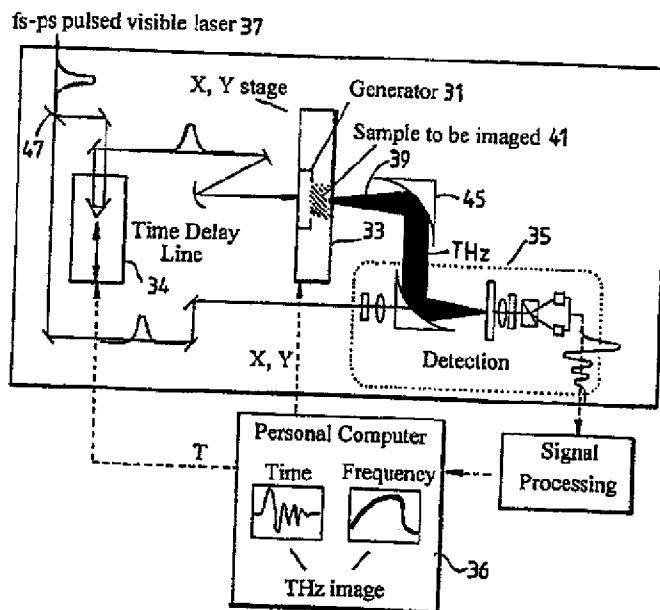 fs-ps pulsed visible laser 37
X, Y stage
Generator 31
Sample to be imaged 41
47
39
45
THz
35
33
Time Delay
Line
34
X, Y
Detection
T
Personal Computer
Time
Frequency
THz image
36
Signal
Processing